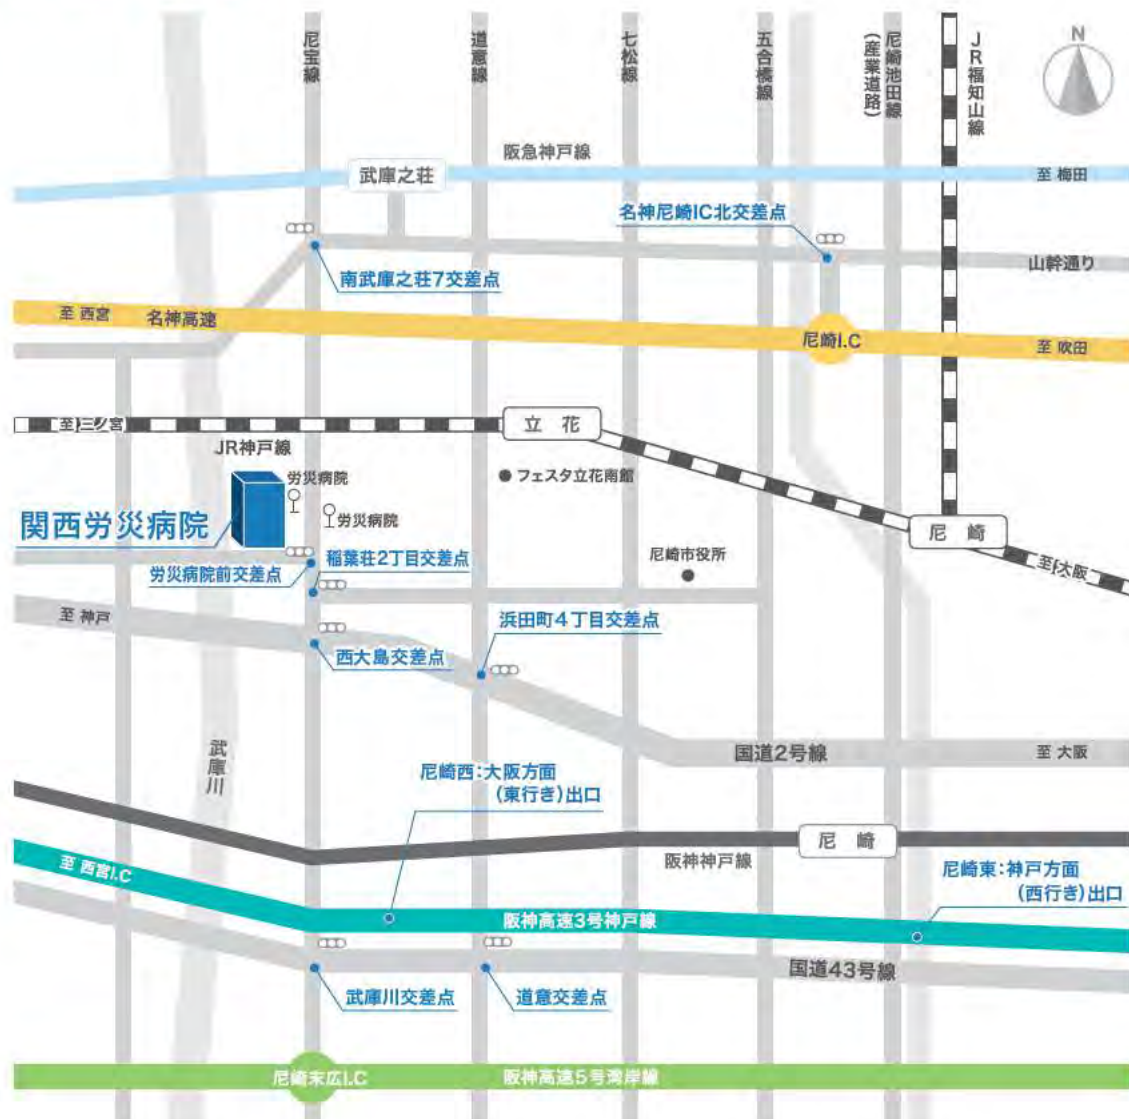 尼宝線
道意線
七松線
五合橋線
尼崎池田線
(産業道路)
JR福知山線
N
阪急神戸線
武庫之荘
至 梅田
名神尼崎IC北交差点
南武庫之荘7交差点
山幹通り
至 西宮
名神高速
尼崎I.C
至 吹田
至三ノ宮
立花
JR神戸線
労災病院
フェスタ立花南館
関西労災病院
労災病院
尼崎
稲葉荘2丁目交差点
尼崎市役所
至大阪
労災病院前交差点
至 神戸
浜田町4丁目交差点
西大島交差点
武庫川
国道2号線
至 大阪
尼崎西:大阪方面
(東行き)出口
尼崎
阪神神戸線
至 西宮I.C
尼崎東:神戸方面
(西行き)出口
阪神高速3号神戸線
国道43号線
武庫川交差点
道意交差点
尼崎末広I.C
阪神高速5号湾岸線